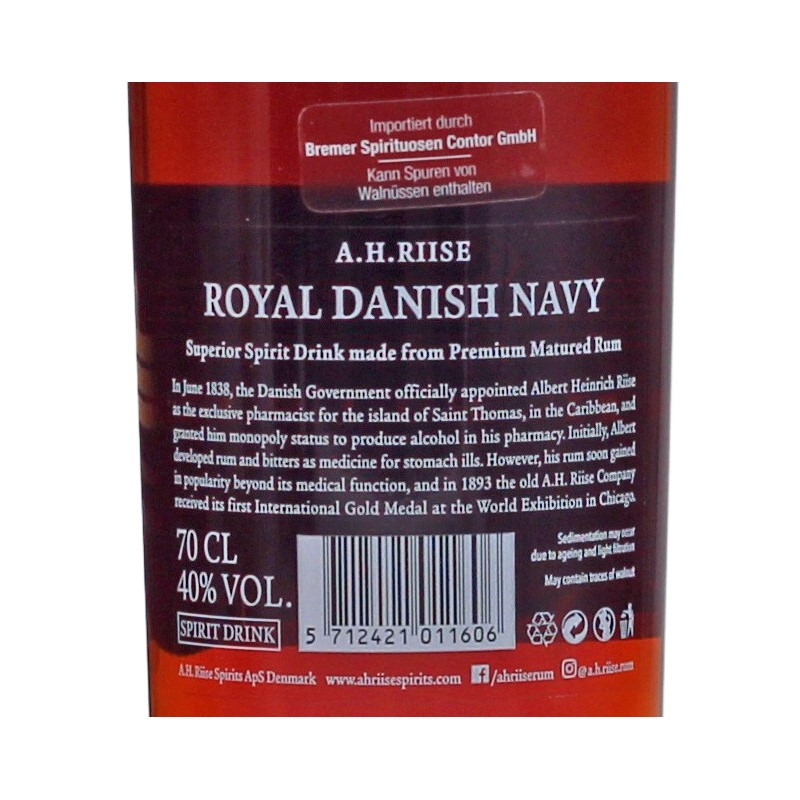 Importiert durch
Bremer Spirituosen Contor GmbH
Kann Spuren von
Walnüssen enthalten
A.H.RIISE
ROYAL DANISH NAVY
Superior Spirit Drink made from Premium Matured Rum
In June 1838, the Danish Government officially appointed Albert Heinrich Riise
as the exclusive pharmacist for the island of Saint Thomas, in the Caribbean, and
granted him monopoly status to produce alcohol in his pharmacy. Initially, Albert
developed rum and bitters as medicine for stomach ills. However, his rum soon gained
in popularity beyond its medical function, and in 1893 the old A.H. Riise Company
received its first International Gold Medal at the World Exhibition in Chicago.
70 CL
40% VOL.
SPIRIT DRINK
5 712421 011606
Sedimentation may occur
due to ageing and light filtration
May contain traces of walnut
A.H. Riise Spirits ApS Denmark www.ahriisespirits.com f/ahriiserum @a.h.riise.rum